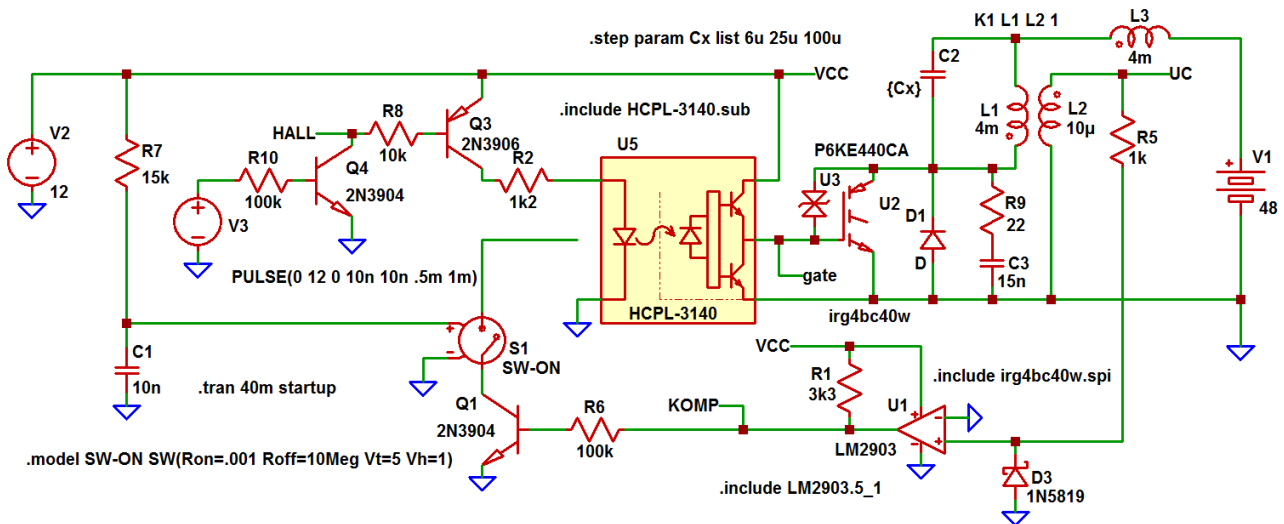 K1 L1 L2 1
L3
4m
.step param Cx list 6u 25u 100u
C2
{Cx}
VCC
UC
V2
12
R7
15k
HALL
R8
10k
Q3
2N3906
.include HCPL-3140.sub
L1
4m
L2
10µ
R5
1k
V1
48
R10
100k
Q4
2N3904
R2
1k2
U5
P6KE440CA
U3
U2
D1
D
R9
22
C3
15n
V3
PULSE(0 12 0 10n 10n .5m 1m)
gate
HCPL-3140
irg4bc40w
S1
SW-ON
C1
10n
.tran 40m startup
VCC
R1
3k3
.include irg4bc40w.spi
Q1
2N3904
R6
100k
KOMP
U1
LM2903
.model SW-ON SW(Ron=.001 Roff=10Meg Vt=5 Vh=1)
.include LM2903.5_1
D3
1N5819